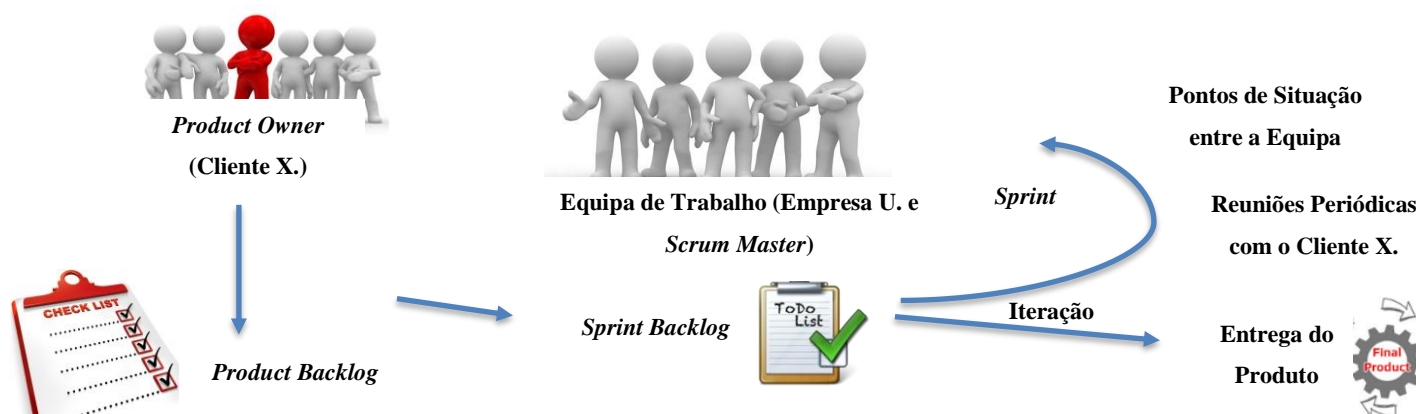 Product Owner
(Cliente X.)
CHECK LIST
Product Backlog
Equipa de Trabalho (Empresa U. e
Scrum Master)
Sprint Backlog
ToDo
List
Sprint
Iteração
Pontos de Situação
entre a Equipa
Reuniões Periódicas
com o Cliente X.
Entrega do
Produto
Final
Product